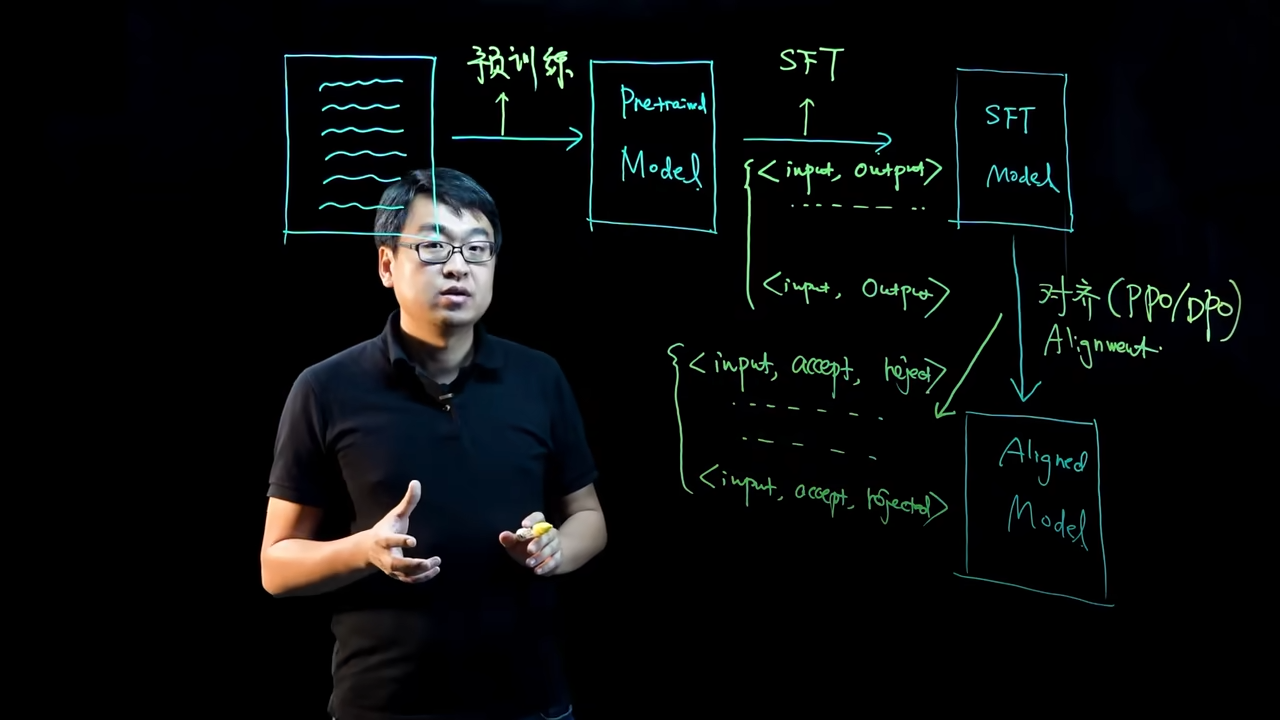 预训练
Pretrained
Model
SFT
<input, output>
<input, Output>
SFT
Model
对齐(PPO/DPO)
Alignment
<input, accept, reject>
<input, accept, rejected>
Aligned
Model